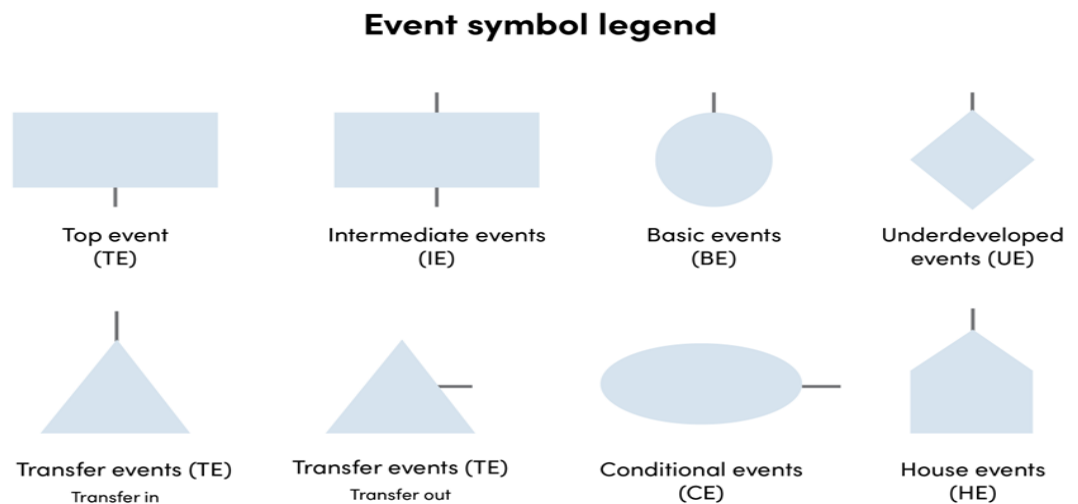 Event symbol legend
Top event
(TE)
Intermediate events
(IE)
Basic events
(BE)
Underdeveloped
events (UE)
Transfer events (TE)
Transfer in
Transfer events (TE)
Transfer out
Conditional events
(CE)
House events
(HE)